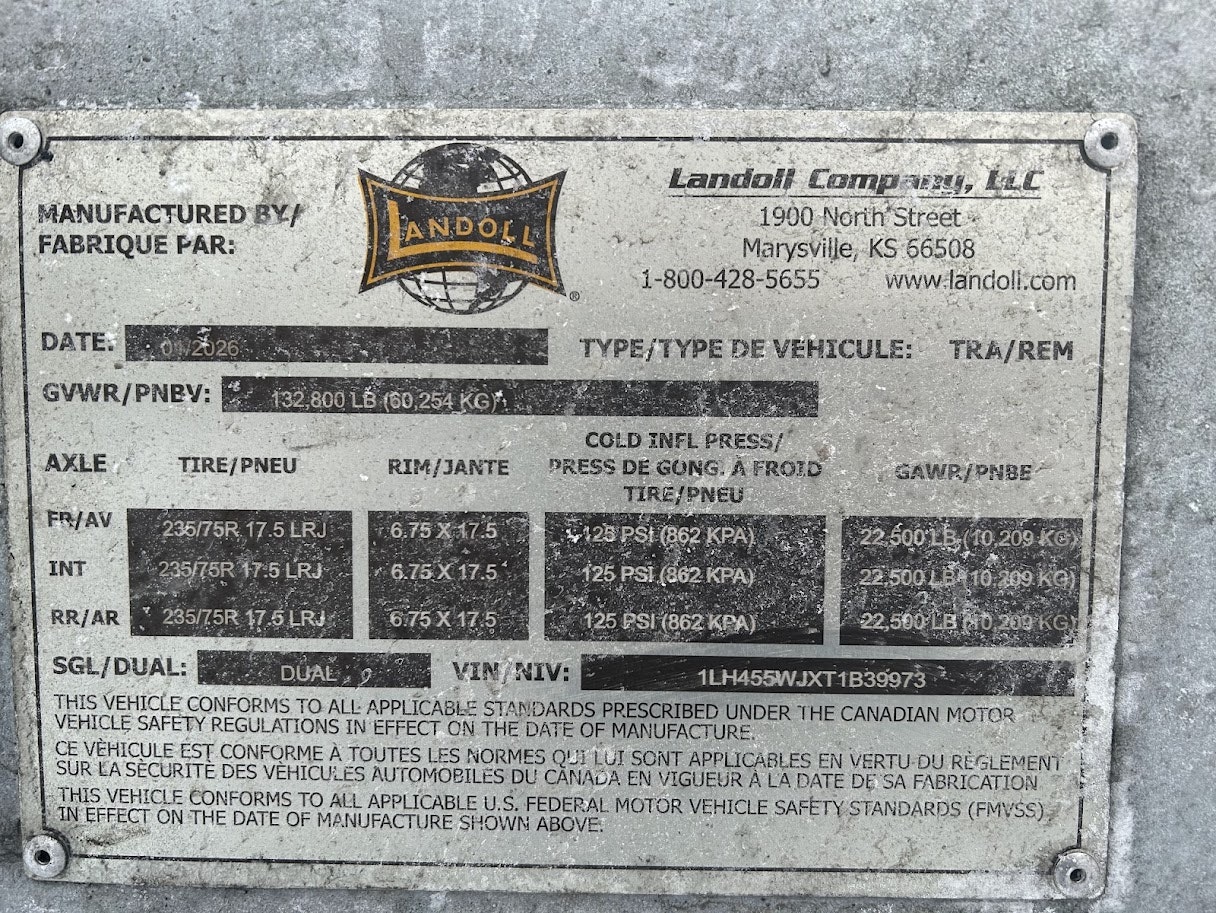 MANUFACTURED BY/
FABRIQUE PAR:
LANDOLL
®
Landoll Company, LLC
1900 North Street
Marysville, KS 66508
1-800-428-5655 www.landoll.com
DATE: /2026
TYPE/TYPE DE VEHICULE: TRA/REM
GVWR/PNBV: 132,800 LB (60,254 KG)
COLD INFL PRESS/
AXLE TIRE/PNEU RIM/JANTE PRESS DE GONG. À FROID GAWR/PNBE
TIRE/PNEU
FR/AV 235/75R 17.5 LRJ 6.75 X 17.5 125 PSI (862 KPA) 22,500 LB (10,209 KG)
INT 235/75R 17.5 LRJ 6.75 X 17.5 125 PSI (862 KPA) 22,500 LB (10,209 KG)
RR/AR 235/75R 17.5 LRJ 6.75 X 17.5 125 PSI (862 KPA) 22,500 LB (10,209 KG)
SGL/DUAL: DUAL VIN/NIV: 1LH455WJXT1B39973
THIS VEHICLE CONFORMS TO ALL APPLICABLE STANDARDS PRESCRIBED UNDER THE CANADIAN MOTOR
VEHICLE SAFETY REGULATIONS IN EFFECT ON THE DATE OF MANUFACTURE.
CE VÉHICULE EST CONFORME À TOUTES LES NORMES QUI LUI SONT APPLICABLES EN VERTU DU RÈGLEMENT
SUR LA SÉCURITÉ DES VÉHICULES AUTOMOBILES DU CANADA EN VIGUEUR À LA DATE DE SA FABRICATION
THIS VEHICLE CONFORMS TO ALL APPLICABLE U.S. FEDERAL MOTOR VEHICLE SAFETY STANDARDS (FMVSS)
IN EFFECT ON THE DATE OF MANUFACTURE SHOWN ABOVE.